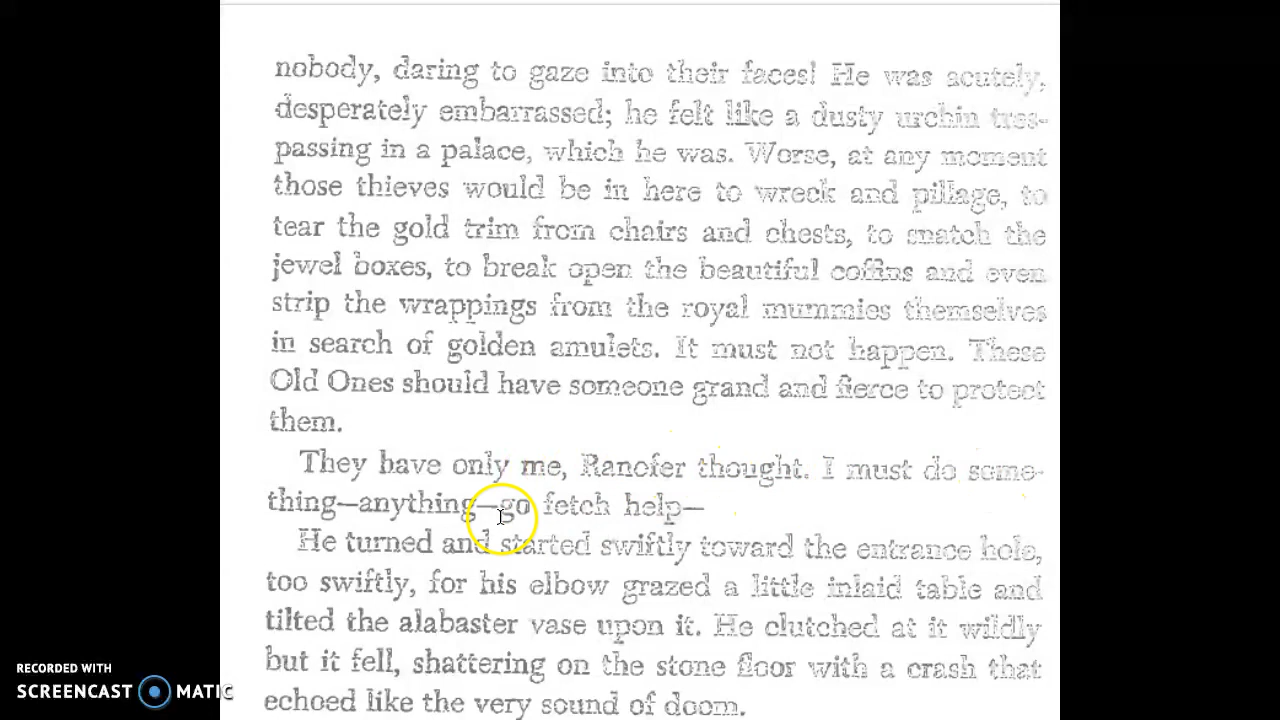 nobody, daring to gaze into their faces! He was acutely,
desperately embarrassed; he felt like a dusty urchin tres-
passing in a palace, which he was. Worse, at any moment
those thieves would be in here to wreck and pillage, to
tear the gold trim from chairs and chests, to snatch the
jewel boxes, to break open the beautiful coffins and even
strip the wrappings from the royal mummies themselves
in search of golden amulets. It must not happen. These
Old Ones should have someone grand and fierce to protect
them.
They have only me, Ranofer thought. I must do some-
thing—anything—go fetch help—
He turned and started swiftly toward the entrance hole,
too swiftly, for his elbow grazed a little inlaid table and
tilted the alabaster vase upon it. He clutched at it wildly
but it fell, shattering on the stone floor with a crash that
echoed like the very sound of doom.
RECORDED WITH
SCREENCAST MATIC